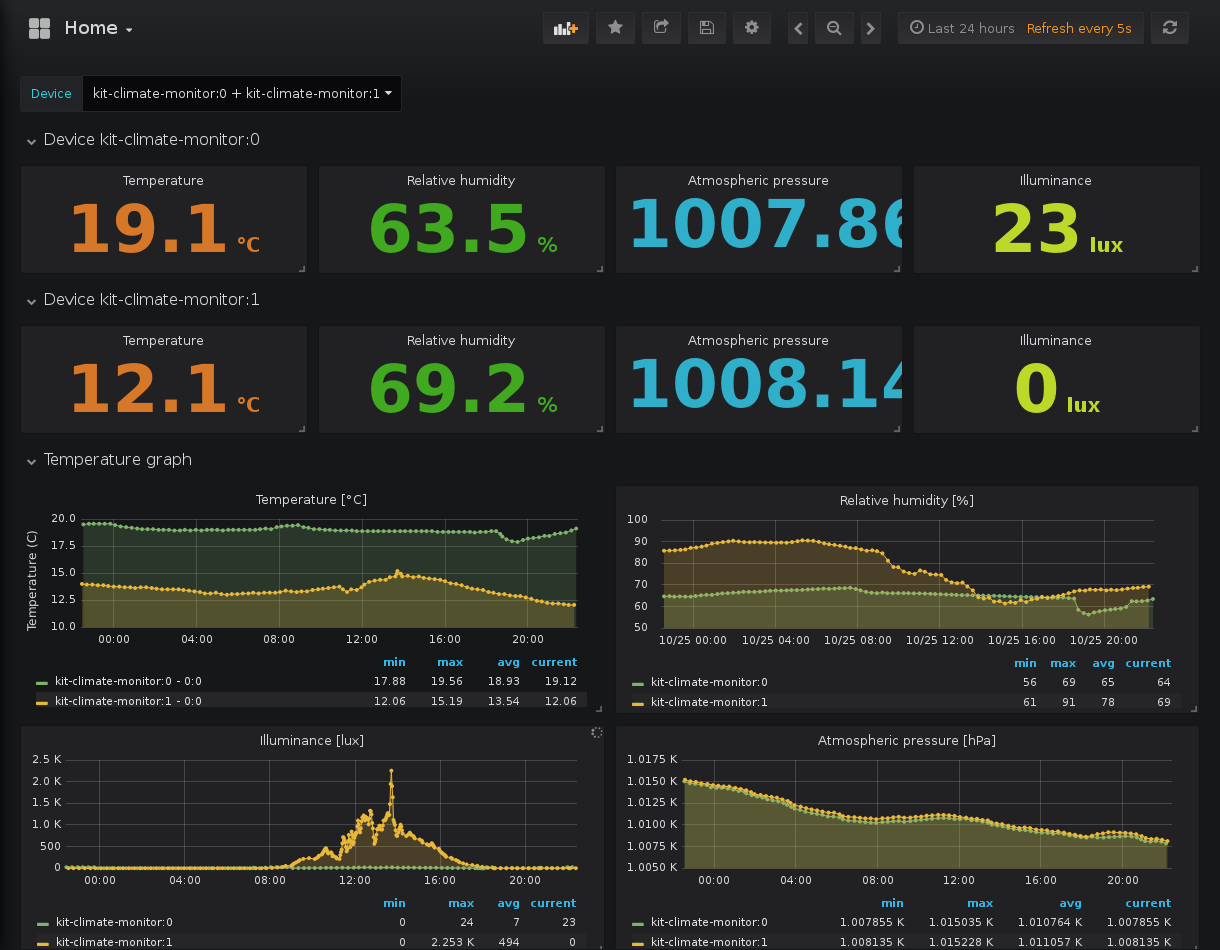 Home
Last 24 hours Refresh every 5s
Device kit-climate-monitor:0 + kit-climate-monitor:1
Device kit-climate-monitor:0
Temperature Relative humidity Atmospheric pressure Illuminance
19.1 °C 63.5 % 1007.86 23 lux
Device kit-climate-monitor:1
Temperature Relative humidity Atmospheric pressure Illuminance
12.1 °C 69.2 % 1008.14 0 lux
Temperature graph
Temperature [°C]
Temperature (C)
20.0
17.5
15.0
12.5
10.0
00:00 04:00 08:00 12:00 16:00 20:00
min max avg current
kit-climate-monitor:0 - 0:0 17.88 19.56 18.93 19.12
kit-climate-monitor:1 - 0:0 12.06 15.19 13.54 12.06
Relative humidity [%]
100
90
80
70
60
50
10/25 00:00 10/25 04:00 10/25 08:00 10/25 12:00 10/25 16:00 10/25 20:00
min max avg current
kit-climate-monitor:0 56 69 65 64
kit-climate-monitor:1 61 91 78 69
Illuminance [lux]
2.5 K
2.0 K
1.5 K
1.0 K
500
0
00:00 04:00 08:00 12:00 16:00 20:00
min max avg current
kit-climate-monitor:0 0 24 7 23
kit-climate-monitor:1 0 2.253 K 494 0
Atmospheric pressure [hPa]
1.0175 K
1.0150 K
1.0125 K
1.0100 K
1.0075 K
1.0050 K
00:00 04:00 08:00 12:00 16:00 20:00
min max avg current
kit-climate-monitor:0 1.007855 K 1.015035 K 1.010764 K 1.007855 K
kit-climate-monitor:1 1.008135 K 1.015228 K 1.011057 K 1.008135 K